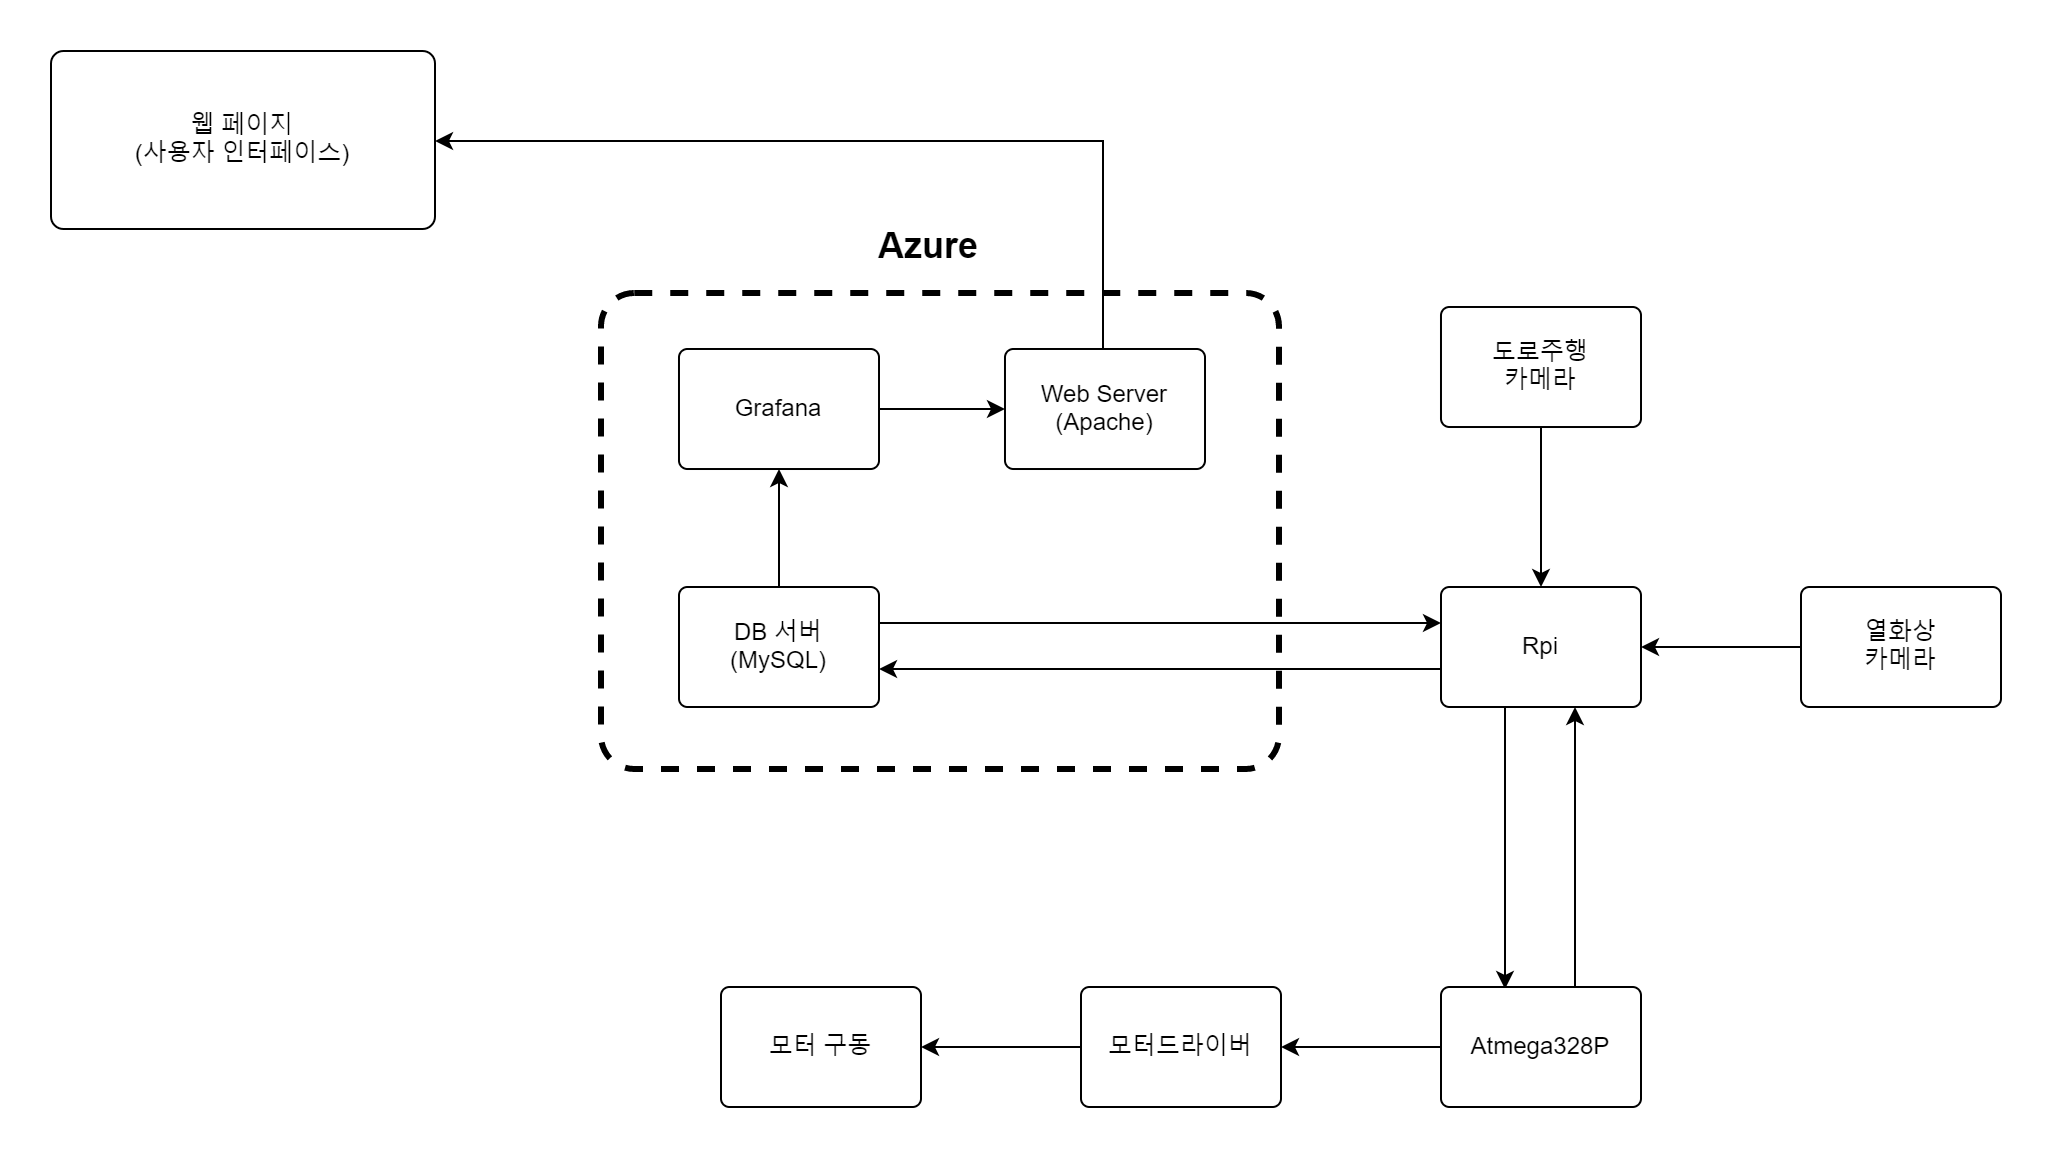 웹 페이지
(사용자 인터페이스)
Azure
Grafana
Web Server
(Apache)
도로주행
카메라
DB 서버
(MySQL)
Rpi
열화상
카메라
모터 구동
모터드라이버
Atmega328P